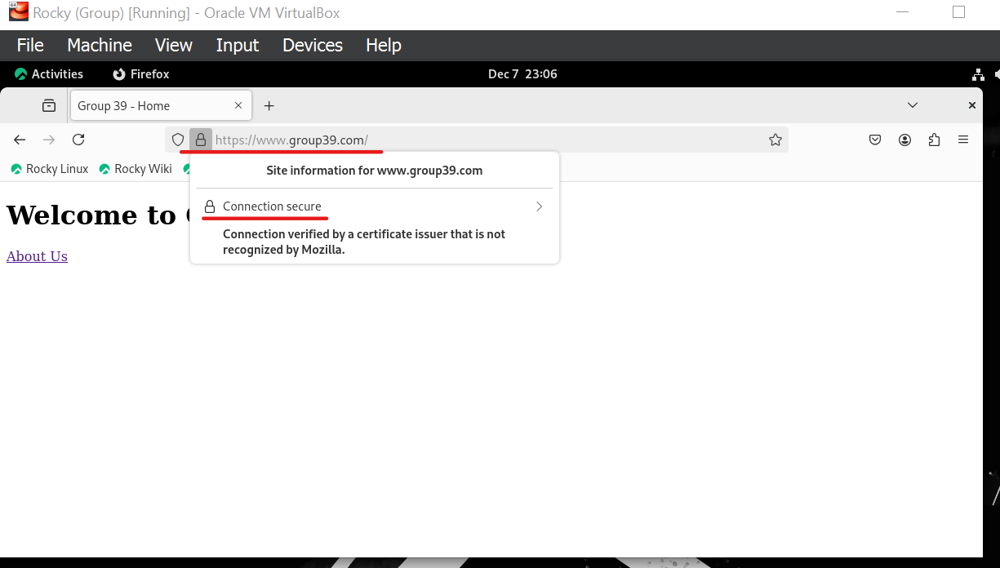 Rocky (Group) [Running] - Oracle VM VirtualBox
File Machine View Input Devices Help
Activities Firefox Dec 7 23:06
Group 39 - Home
https://www.group39.com/
Rocky Linux Rocky Wiki
Site information for www.group39.com
Connection secure
Connection verified by a certificate issuer that is not
recognized by Mozilla.
Welcome to
About Us